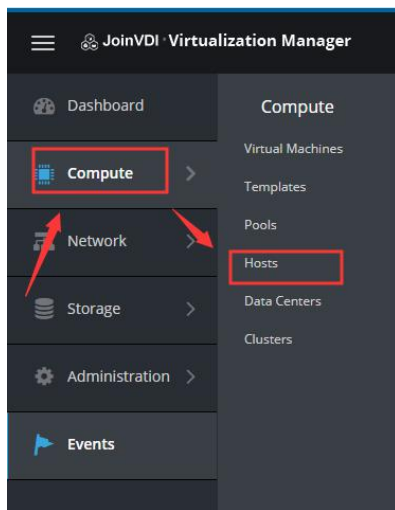 JoinVDI Virtualization Manager
Dashboard
Compute
Network
Storage
Administration
Events
Compute
Virtual Machines
Templates
Pools
Hosts
Data Centers
Clusters